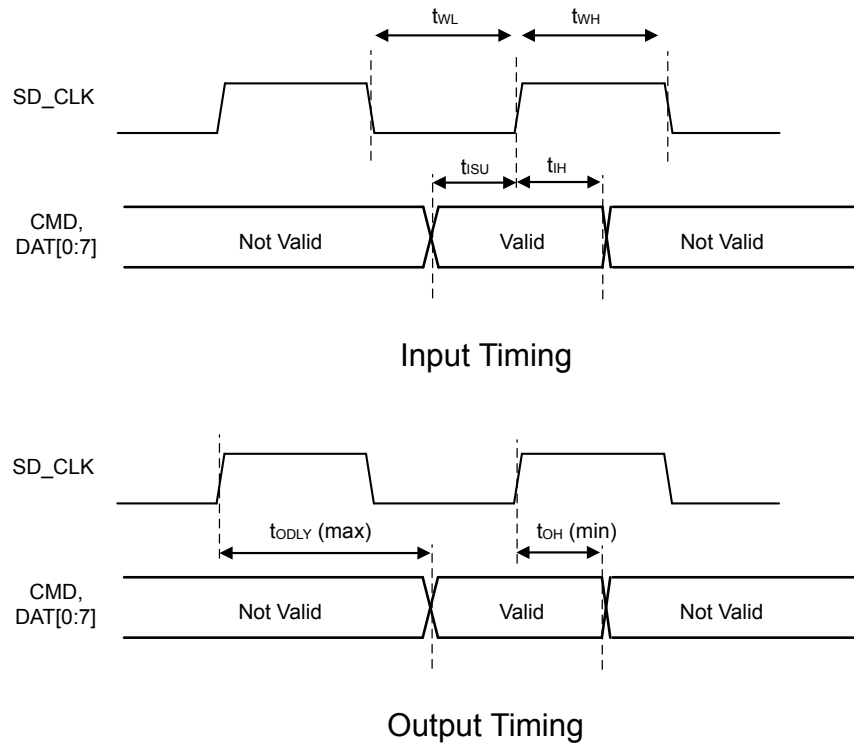 tWL
tWH
SD_CLK
tISU
tIH
CMD,
DAT[0:7]
Not Valid
Valid
Not Valid
Input Timing
SD_CLK
tODLY (max)
tOH (min)
CMD,
DAT[0:7]
Not Valid
Valid
Not Valid
Output Timing